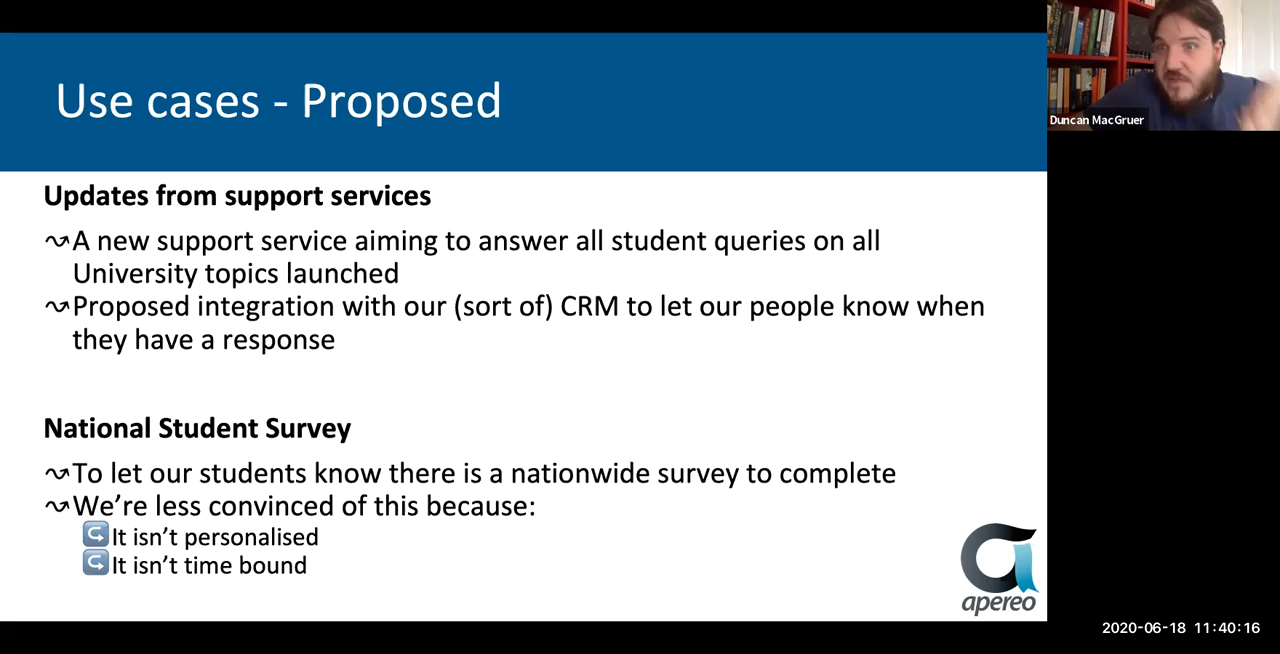 Use cases - Proposed
Duncan MacGruer
Updates from support services
↝A new support service aiming to answer all student queries on all
University topics launched
↝Proposed integration with our (sort of) CRM to let our people know when
they have a response
National Student Survey
↝To let our students know there is a nationwide survey to complete
↝We're less convinced of this because:
↪It isn't personalised
↪It isn't time bound
apereo
2020-06-18 11:40:16